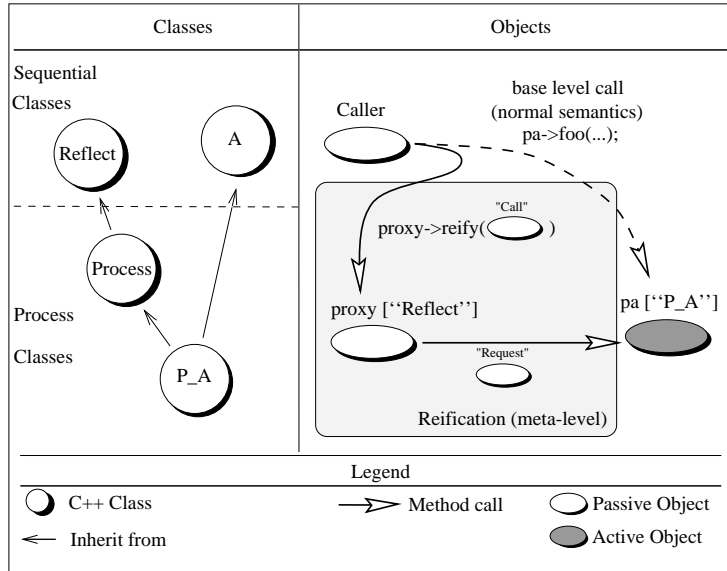 Classes
Objects
Sequential
Classes
Reflect
A
Process
Process
Classes
P_A
base level call
(normal semantics)
pa->foo(...);
Caller
"Call"
proxy->reify( )
proxy [‘‘Reflect’’]
pa [‘‘P_A’’]
"Request"
Reification (meta-level)
Legend
C++ Class
Method call
Passive Object
Inherit from
Active Object